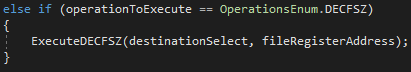 else if (operationToExecute == OperationsEnum.DECFSZ)
{
    ExecuteDECFSZ(destinationSelect, fileRegisterAddress);
}